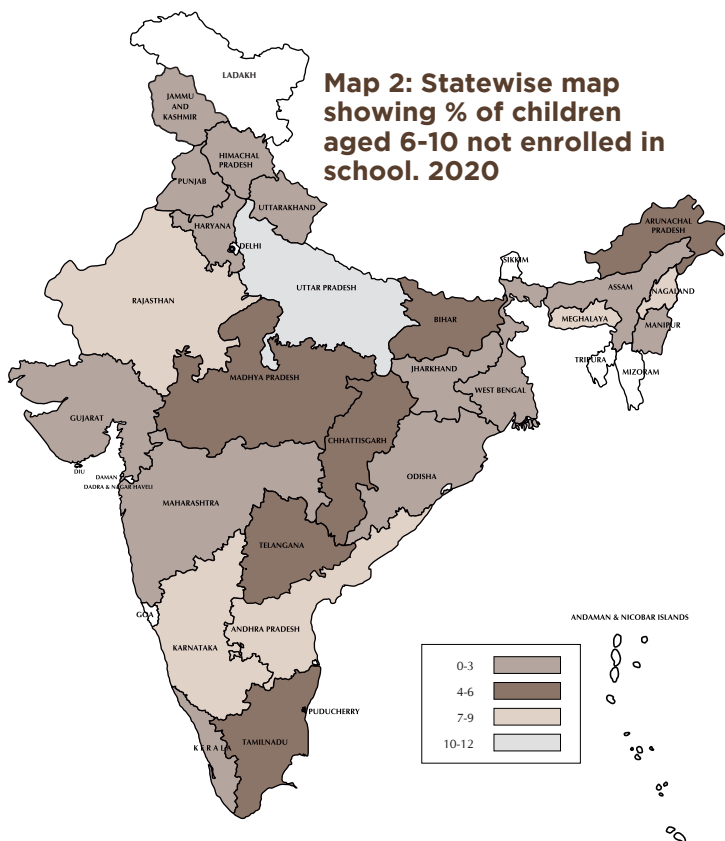 Map 2: Statewise map
showing % of children
aged 6-10 not enrolled in
school. 2020
LADAKH
JAMMU
AND
KASHMIR
HIMACHAL
PRADESH
PUNJAB
UTTARAKHAND
HARYANA
DELHI
ARUNACHAL
PRADESH
SIKKIM
UTTAR PRADESH
ASSAM
NAGALAND
RAJASTHAN
BIHAR
MEGHALAYA
MANIPUR
TRIPURA
MIZORAM
JHARKHAND
MADHYA PRADESH
WEST BENGAL
GUJARAT
CHHATTISGARH
DIU
DAMAN
DADRA & NAGAR HAVELI
ODISHA
MAHARASHTRA
TELANGANA
GOA
ANDHRA PRADESH
KARNATAKA
ANDAMAN & NICOBAR ISLANDS
0-3
4-6
7-9
10-12
PUDUCHERRY
KERALA
TAMILNADU